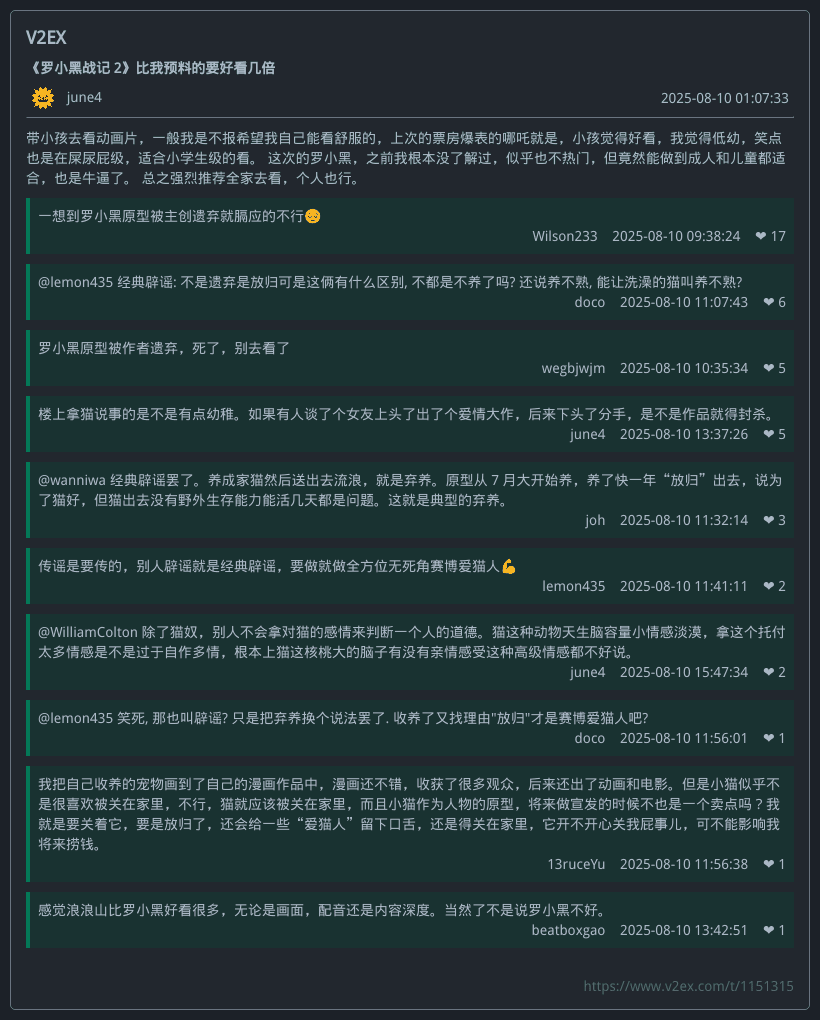 V2EX
《罗小黑战记 2》比我预料的要好看几倍
june4 2025-08-10 01:07:33
带小孩去看动画片，一般我是不报希望我自己能看舒服的，上次的票房爆表的哪吒就是，小孩觉得好看，我觉得低幼，笑点
也是在屎尿屁级，适合小学生级的看。 这次的罗小黑，之前我根本没了解过，似乎也不热门，但竟然能做到成人和儿童都适
合，也是牛逼了。 总之强烈推荐全家去看，个人也行。
一想到罗小黑原型被主创遗弃就膈应的不行😥
Wilson233 2025-08-10 09:38:24 ❤ 17
@lemon435 经典辟谣: 不是遗弃是放归可是这俩有什么区别, 不都是不养了吗? 还说养不熟, 能让洗澡的猫叫养不熟?
doco 2025-08-10 11:07:43 ❤ 6
罗小黑原型被作者遗弃，死了，别去看了
wegbjwjm 2025-08-10 10:35:34 ❤ 5
楼上拿猫说事的是不是有点幼稚。如果有人谈了个女友上头了出了个爱情大作，后来下头了分手，是不是作品就得封杀。
june4 2025-08-10 13:37:26 ❤ 5
@wanniwa 经典辟谣罢了。养成家猫然后送出去流浪，就是弃养。原型从 7 月大开始养，养了快一年“放归”出去，说为
了猫好，但猫出去没有野外生存能力能活几天都是问题。这就是典型的弃养。
joh 2025-08-10 11:32:14 ❤ 3
传谣是要传的，别人辟谣就是经典辟谣，要做就做全方位无死角赛博爱猫人💪
lemon435 2025-08-10 11:41:11 ❤ 2
@WilliamColton 除了猫奴，别人不会拿对猫的感情来判断一个人的道德。猫这种动物天生脑容量小情感淡漠，拿这个托付
太多情感是不是过于自作多情，根本上猫这核桃大的脑子有没有亲情感受这种高级情感都不好说。
june4 2025-08-10 15:47:34 ❤ 2
@lemon435 笑死, 那也叫辟谣? 只是把弃养换个说法罢了. 收养了又找理由"放归"才是赛博爱猫人吧?
doco 2025-08-10 11:56:01 ❤ 1
我把自己收养的宠物画到了自己的漫画作品中，漫画还不错，收获了很多观众，后来还出了动画和电影。但是小猫似乎不
是很喜欢被关在家里，不行，猫就应该被关在家里，而且小猫作为人物的原型，将来做宣发的时候不也是一个卖点吗？我
就是要关着它，要是放归了，还会给一些“爱猫人”留下口舌，还是得关在家里，它开不开心关我屁事儿，可不能影响我
将来捞钱。
13ruceYu 2025-08-10 11:56:38 ❤ 1
感觉浪浪山比罗小黑好看很多，无论是画面，配音还是内容深度。当然了不是说罗小黑不好。
beatboxgao 2025-08-10 13:42:51 ❤ 1
https://www.v2ex.com/t/1151315